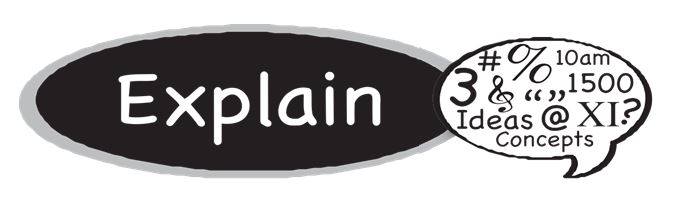 Explain
# % 10am
3 “ ” 1500
Ideas @ XI?
Concepts